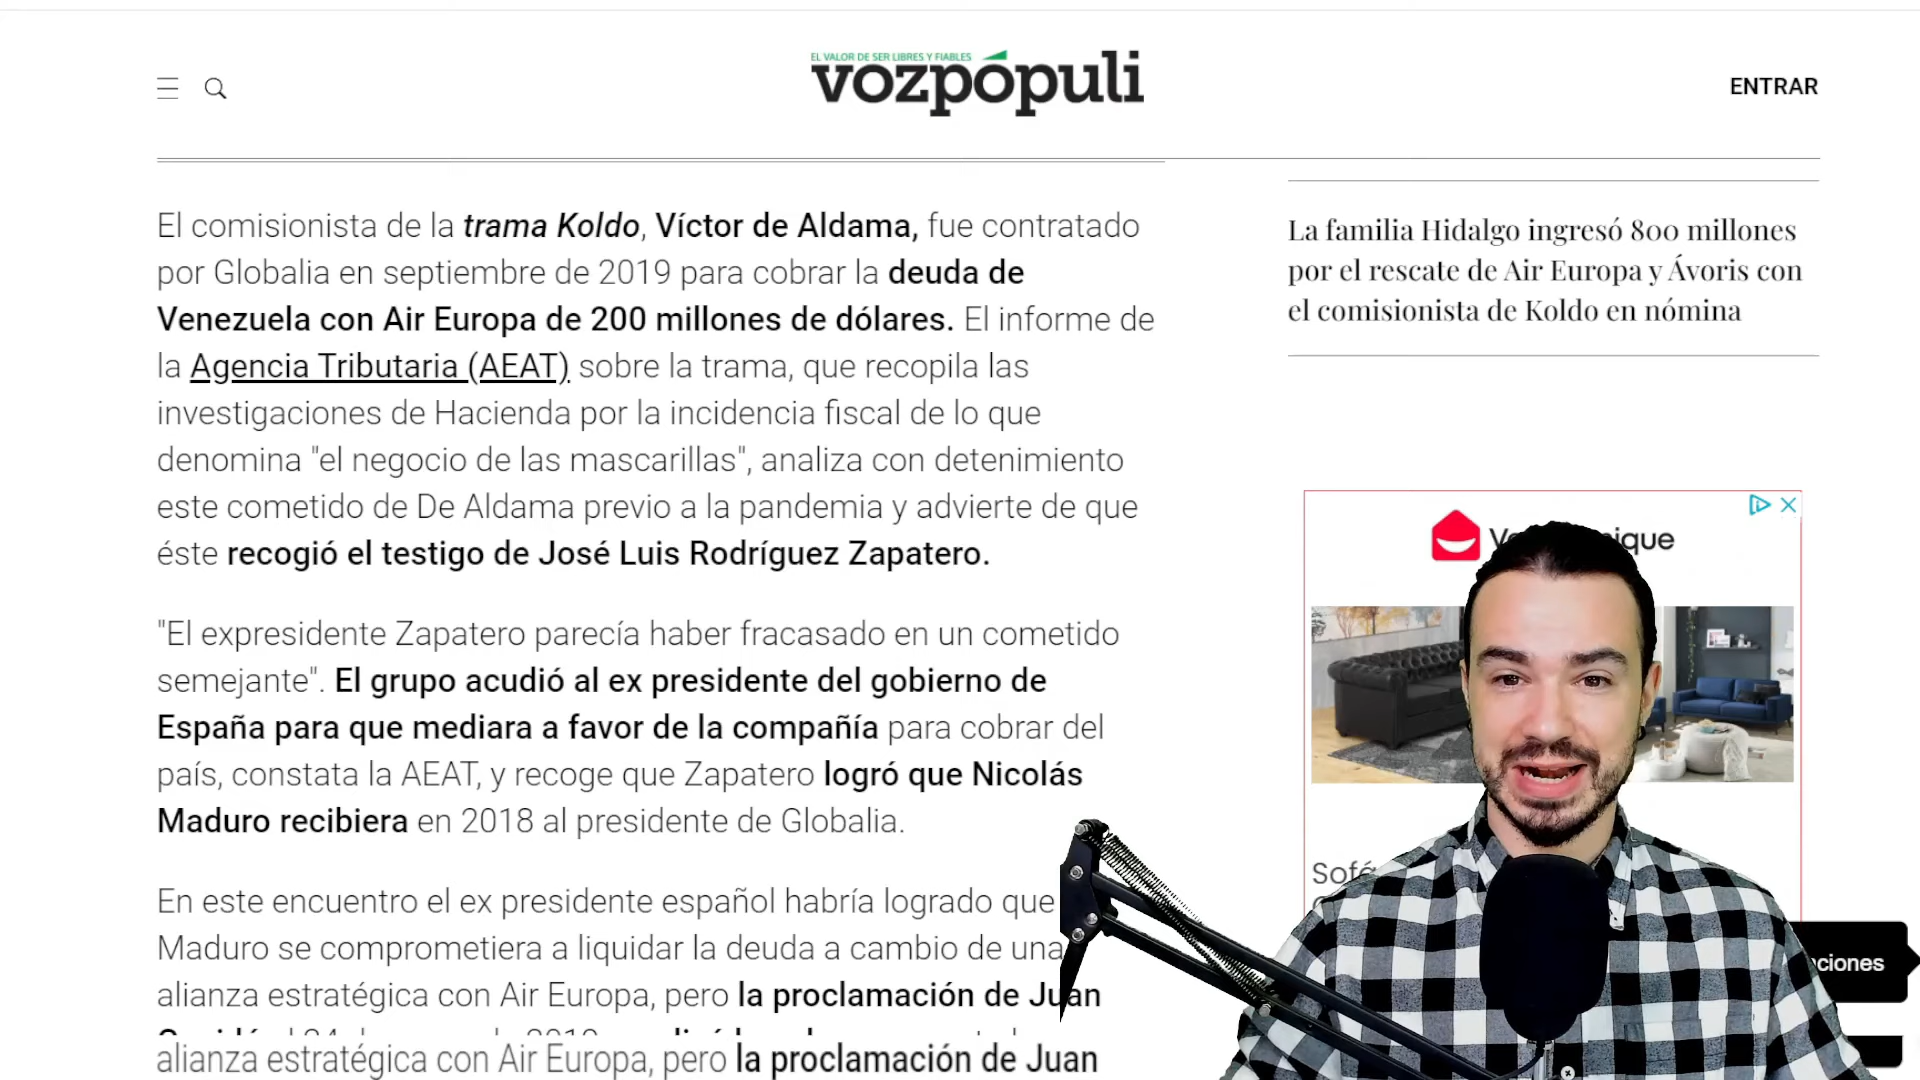 EL VALOR DE SER LIBRES Y FIABLES
vozpópuli
ENTRAR
El comisionista de la trama Koldo, Víctor de Aldama, fue contratado
por Globalia en septiembre de 2019 para cobrar la deuda de
Venezuela con Air Europa de 200 millones de dólares. El informe de
la Agencia Tributaria (AEAT) sobre la trama, que recopila las
investigaciones de Hacienda por la incidencia fiscal de lo que
denomina "el negocio de las mascarillas", analiza con detenimiento
este cometido de De Aldama previo a la pandemia y advierte de que
éste recogió el testigo de José Luis Rodríguez Zapatero.
"El expresidente Zapatero parecía haber fracasado en un cometido
semejante". El grupo acudió al ex presidente del gobierno de
España para que mediara a favor de la compañía para cobrar del
país, constata la AEAT, y recoge que Zapatero logró que Nicolás
Maduro recibiera en 2018 al presidente de Globalia.
En este encuentro el ex presidente español habría logrado que
Maduro se comprometiera a liquidar la deuda a cambio de una
alianza estratégica con Air Europa, pero la proclamación de Juan
alianza estratégica con Air Europa, pero la proclamación de Juan
La familia Hidalgo ingresó 800 millones
por el rescate de Air Europa y Ávoris con
el comisionista de Koldo en nómina